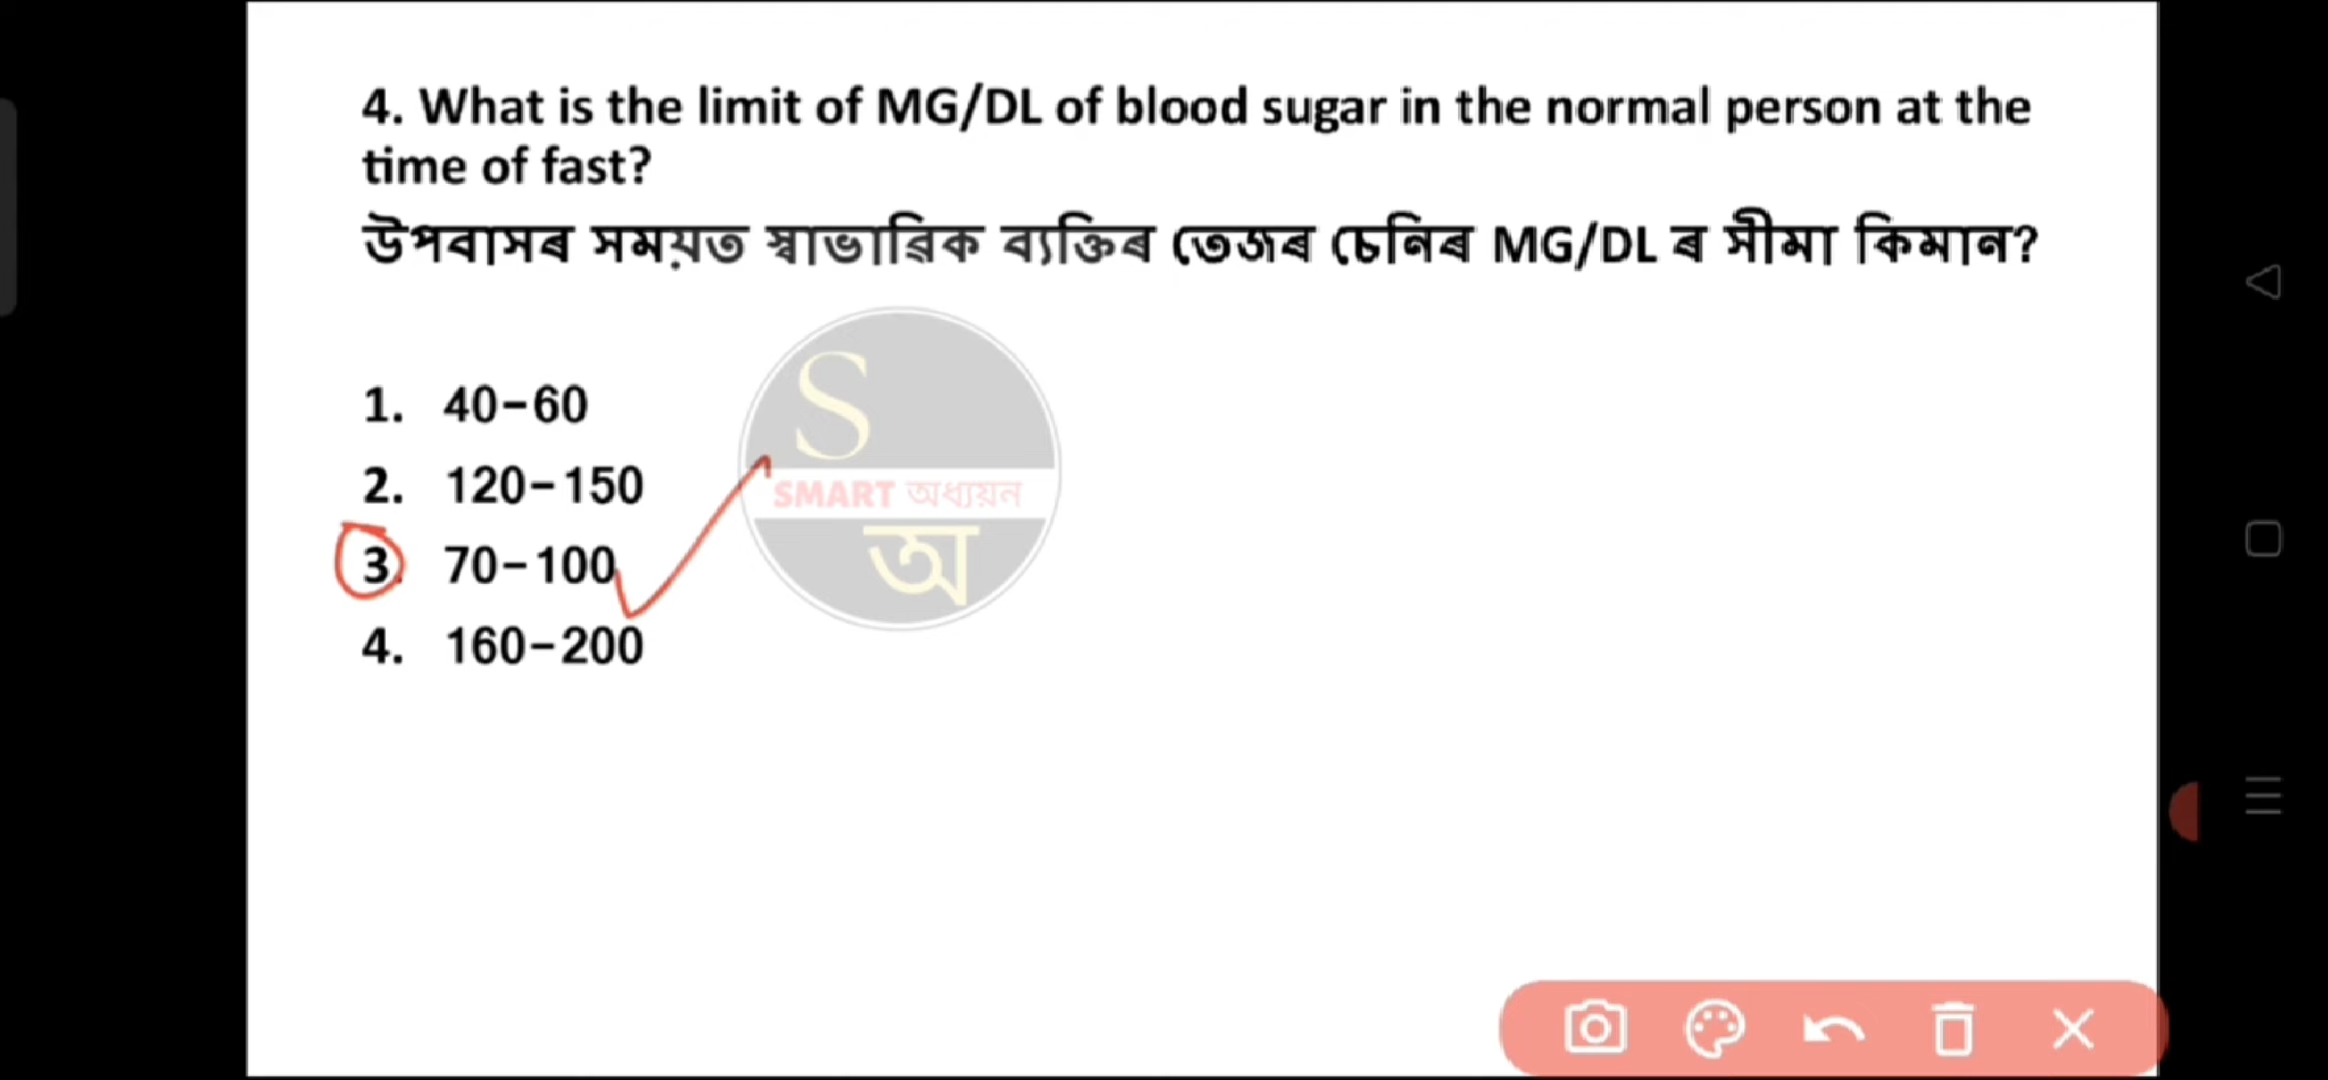 4. What is the limit of MG/DL of blood sugar in the normal person at the
time of fast?
উপবাসৰ সময়ত স্বাভাৱিক ব্যক্তিৰ তেজৰ চেনিৰ MG/DL ৰ সীমা কিমান?
1. 40-60
2. 120-150
3. 70-100
4. 160-200
S
SMART অধ্যয়ন
অ